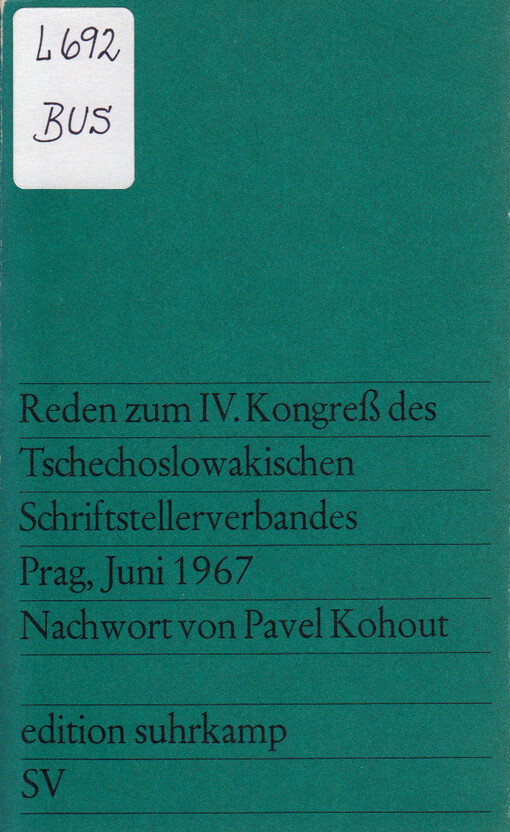 L692
BUS
Reden zum IV. Kongreß des
Tschechoslowakischen
Schriftstellerverbandes
Prag, Juni 1967
Nachwort von Pavel Kohout
edition suhrkamp
SV